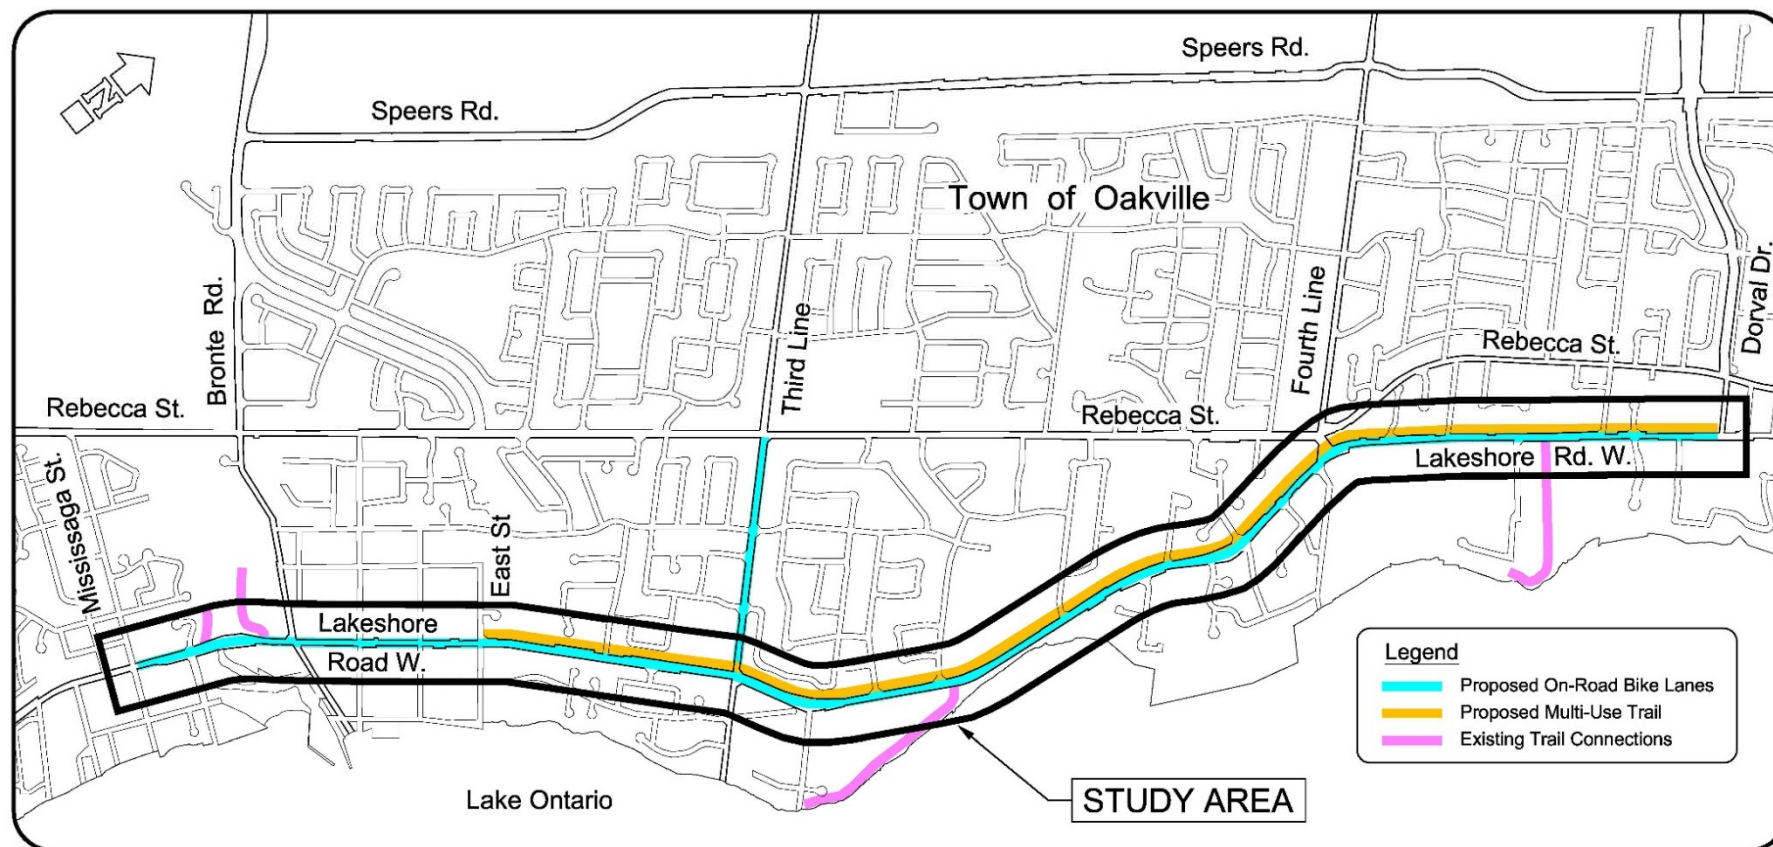 Speers Rd.
N
Speers Rd.
Town of Oakville
Bronte Rd.
Third Line
Fourth Line
Dorval Dr.
Rebecca St.
Rebecca St.
Rebecca St.
Mississaga St.
East St
Lakeshore
Road W.
Lakeshore Rd. W.
Legend
Proposed On-Road Bike Lanes
Proposed Multi-Use Trail
Existing Trail Connections
Lake Ontario
STUDY AREA